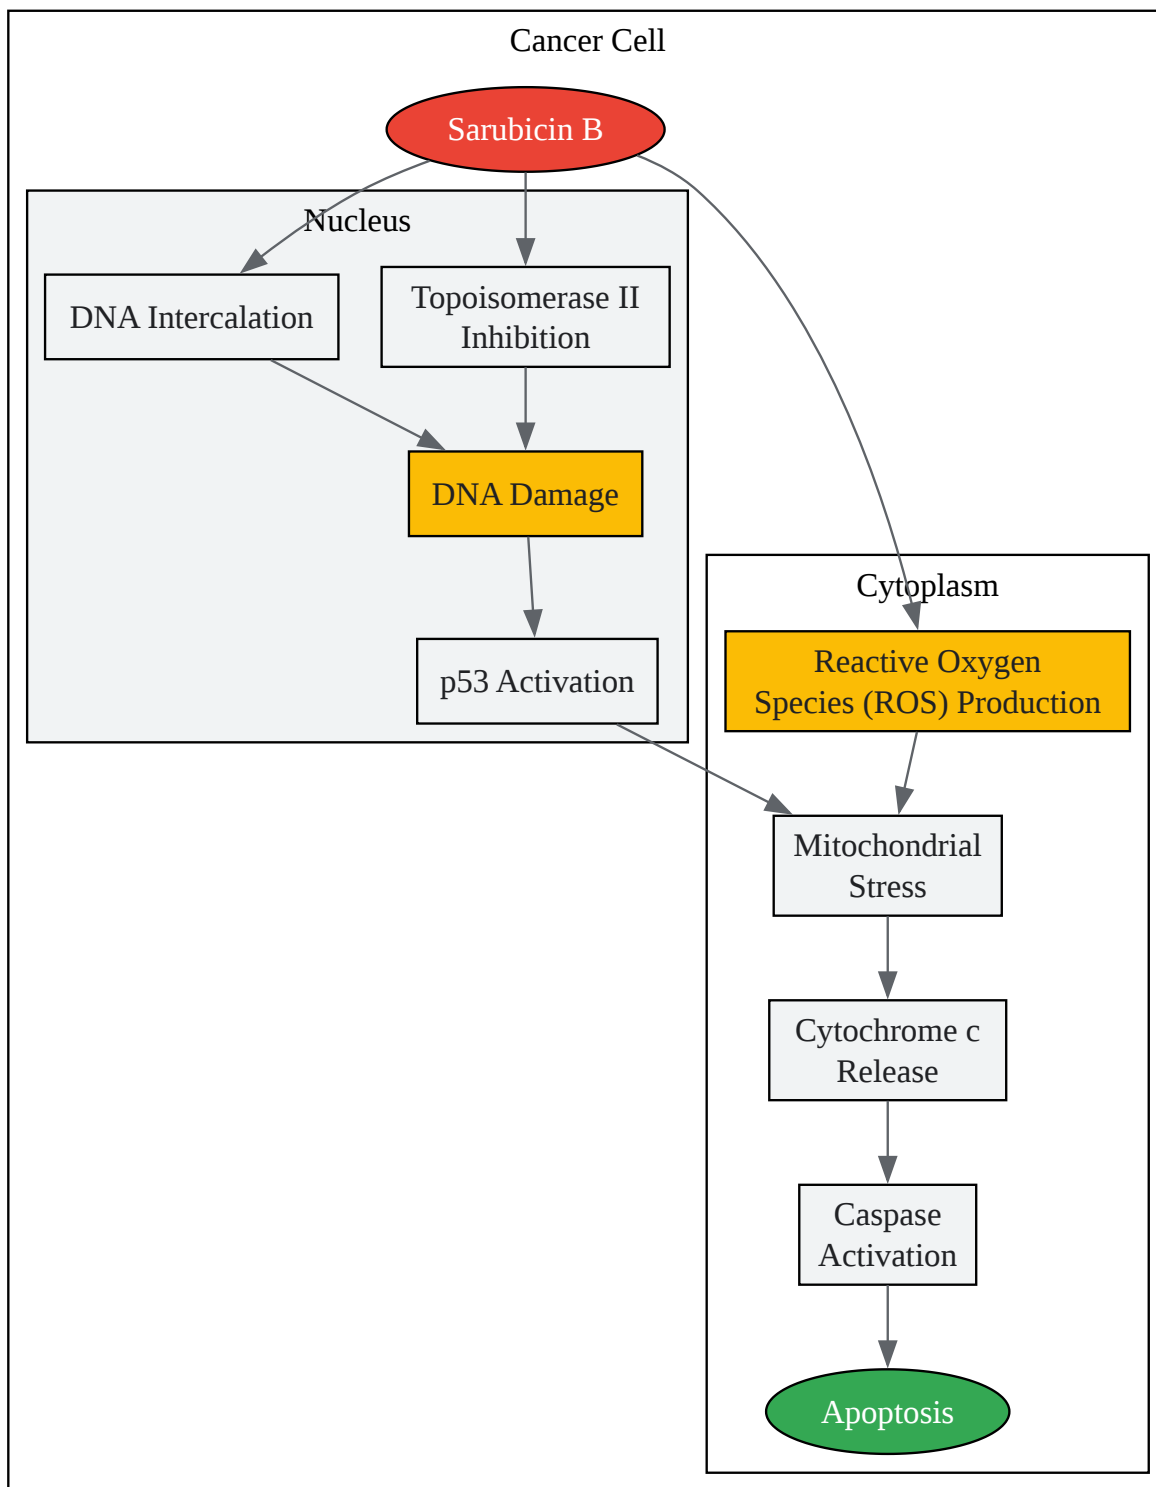 Cancer Cell
Sarubicin B
Nucleus
DNA Intercalation
Topoisomerase II
Inhibition
DNA Damage
p53 Activation
Cytoplasm
Reactive Oxygen
Species (ROS) Production
Mitochondrial
Stress
Cytochrome c
Release
Caspase
Activation
Apoptosis